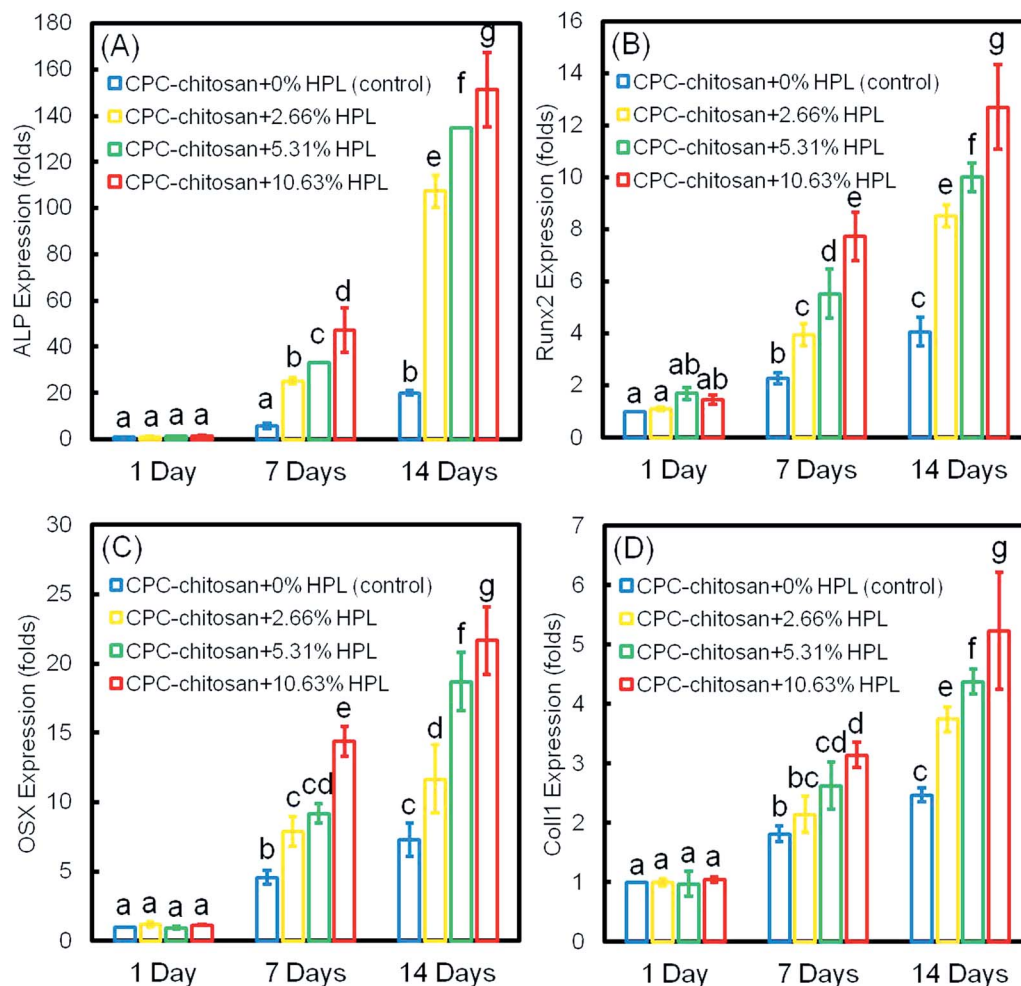 (A)
CPC-chitosan+0% HPL (control)
CPC-chitosan+2.66% HPL
CPC-chitosan+5.31% HPL
CPC-chitosan+10.63% HPL
ALP Expression (folds)
180
160
140
120
100
80
60
40
20
0
a a a a
a b c d
b e f g
1 Day 7 Days 14 Days
(B)
CPC-chitosan+0% HPL (control)
CPC-chitosan+2.66% HPL
CPC-chitosan+5.31% HPL
CPC-chitosan+10.63% HPL
Runx2 Expression (folds)
16
14
12
10
8
6
4
2
0
a a ab ab
b c d e
c e f g
1 Day 7 Days 14 Days
(C)
CPC-chitosan+0% HPL (control)
CPC-chitosan+2.66% HPL
CPC-chitosan+5.31% HPL
CPC-chitosan+10.63% HPL
OSX Expression (folds)
30
25
20
15
10
5
0
a a a a
b c cd e
c d f g
1 Day 7 Days 14 Days
(D)
CPC-chitosan+0% HPL (control)
CPC-chitosan+2.66% HPL
CPC-chitosan+5.31% HPL
CPC-chitosan+10.63% HPL
Coll1 Expression (folds)
7
6
5
4
3
2
1
0
a a a a
b bc cd d
c e f g
1 Day 7 Days 14 Days